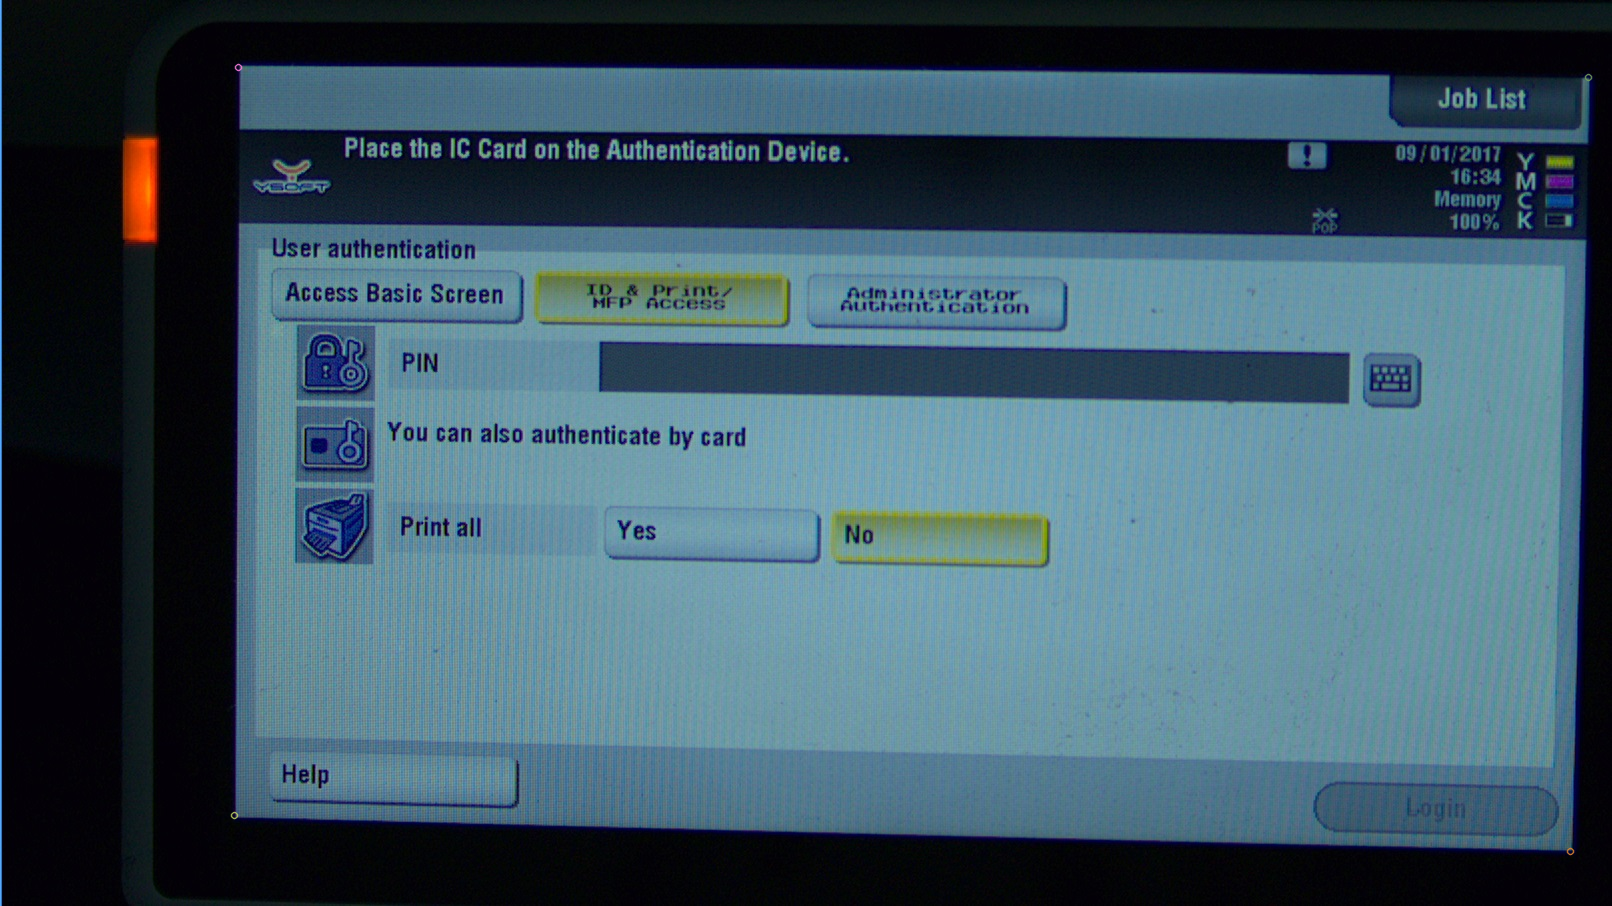 Job List
Place the IC Card on the Authentication Device.
YSOFT
!
09/01/2017
16:34
Memory
100%
Y
M
C
K
POP
User authentication
Access Basic Screen
ID & Print/
MFP Access
Administrator
Authentication
PIN
You can also authenticate by card
Print all
Yes
No
Help
Login